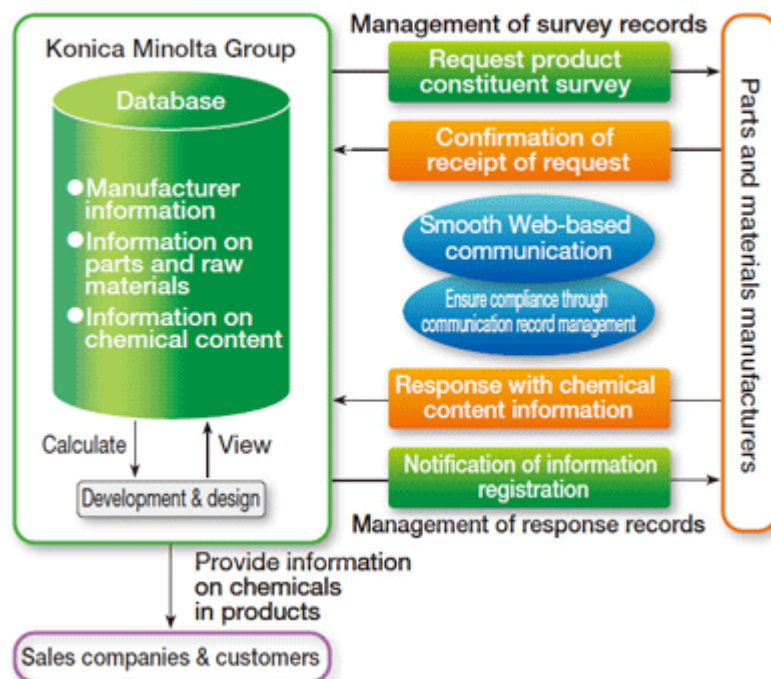 Konica Minolta Group
Database
●Manufacturer
information
●Information on
parts and raw
materials
●Information on
chemical content
Calculate
View
Development & design
Management of survey records
Request product
constituent survey
Confirmation of
receipt of request
Smooth Web-based
communication
Ensure compliance through
communication record management
Response with chemical
content information
Notification of information
registration
Management of response records
Parts and materials manufacturers
Provide information
on chemicals
in products
Sales companies & customers